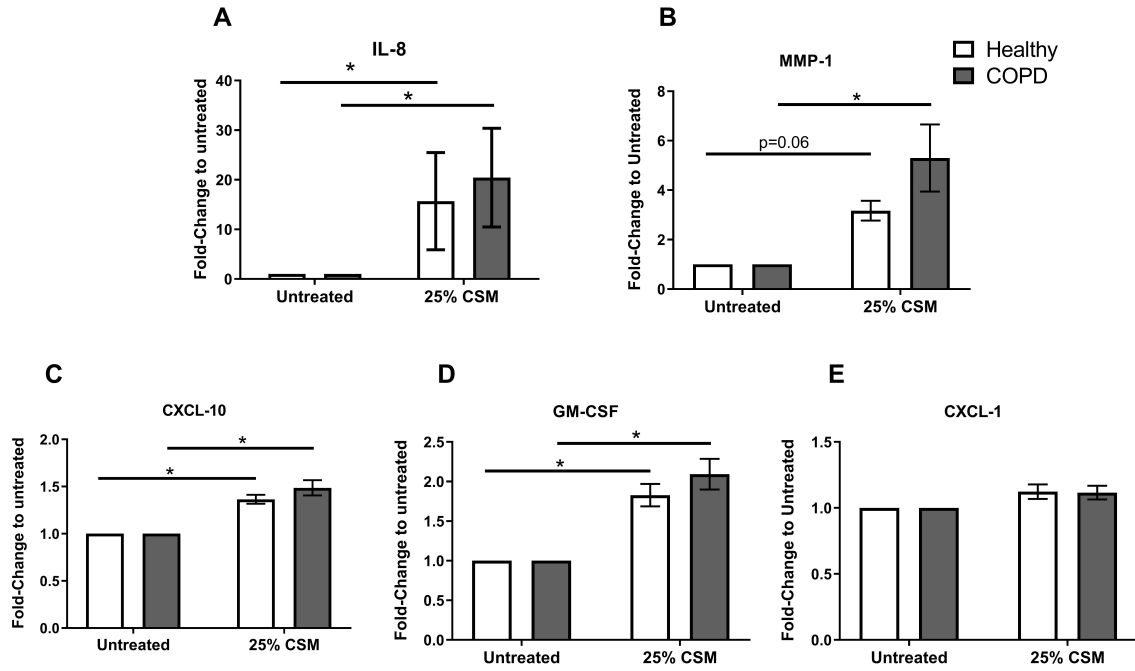 A
IL-8
Fold-Change to untreated
40
30
20
10
0
*
*
Untreated
25% CSM
B
MMP-1
Fold-Change to Untreated
8
6
4
2
0
*
p=0.06
Untreated
25% CSM
Healthy
COPD
C
CXCL-10
Fold-Change to untreated
2.0
1.5
1.0
0.5
0.0
*
*
Untreated
25% CSM
D
GM-CSF
Fold-Change to untreated
2.5
2.0
1.5
1.0
0.5
0.0
*
*
Untreated
25% CSM
E
CXCL-1
Fold-Change to Untreated
1.5
1.0
0.5
0.0
Untreated
25% CSM